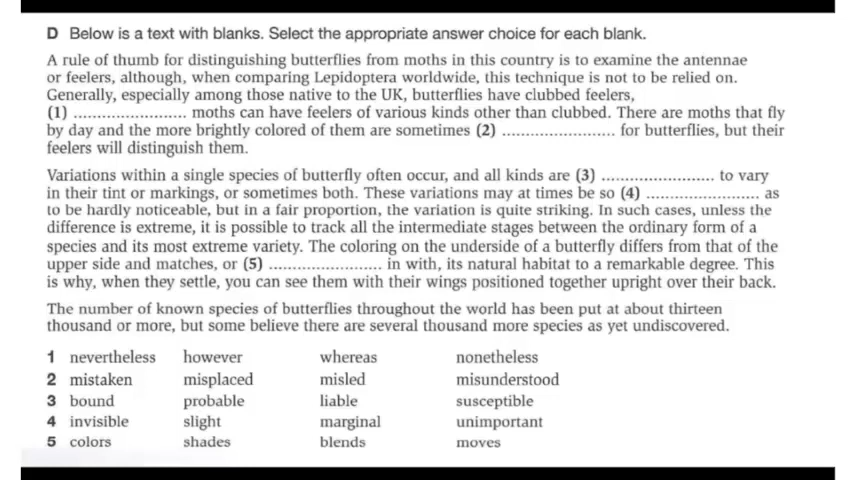 D Below is a text with blanks. Select the appropriate answer choice for each blank.
A rule of thumb for distinguishing butterflies from moths in this country is to examine the antennae
or feelers, although, when comparing Lepidoptera worldwide, this technique is not to be relied on.
Generally, especially among those native to the UK, butterflies have clubbed feelers,
(1) ........................ moths can have feelers of various kinds other than clubbed. There are moths that fly
by day and the more brightly colored of them are sometimes (2) ........................ for butterflies, but their
feelers will distinguish them.
Variations within a single species of butterfly often occur, and all kinds are (3) ........................ to vary
in their tint or markings, or sometimes both. These variations may at times be so (4) ........................ as
to be hardly noticeable, but in a fair proportion, the variation is quite striking. In such cases, unless the
difference is extreme, it is possible to track all the intermediate stages between the ordinary form of a
species and its most extreme variety. The coloring on the underside of a butterfly differs from that of the
upper side and matches, or (5) ........................ in with, its natural habitat to a remarkable degree. This
is why, when they settle, you can see them with their wings positioned together upright over their back.
The number of known species of butterflies throughout the world has been put at about thirteen
thousand or more, but some believe there are several thousand more species as yet undiscovered.
1 nevertheless however whereas nonetheless
2 mistaken misplaced misled misunderstood
3 bound probable liable susceptible
4 invisible slight marginal unimportant
5 colors shades blends moves